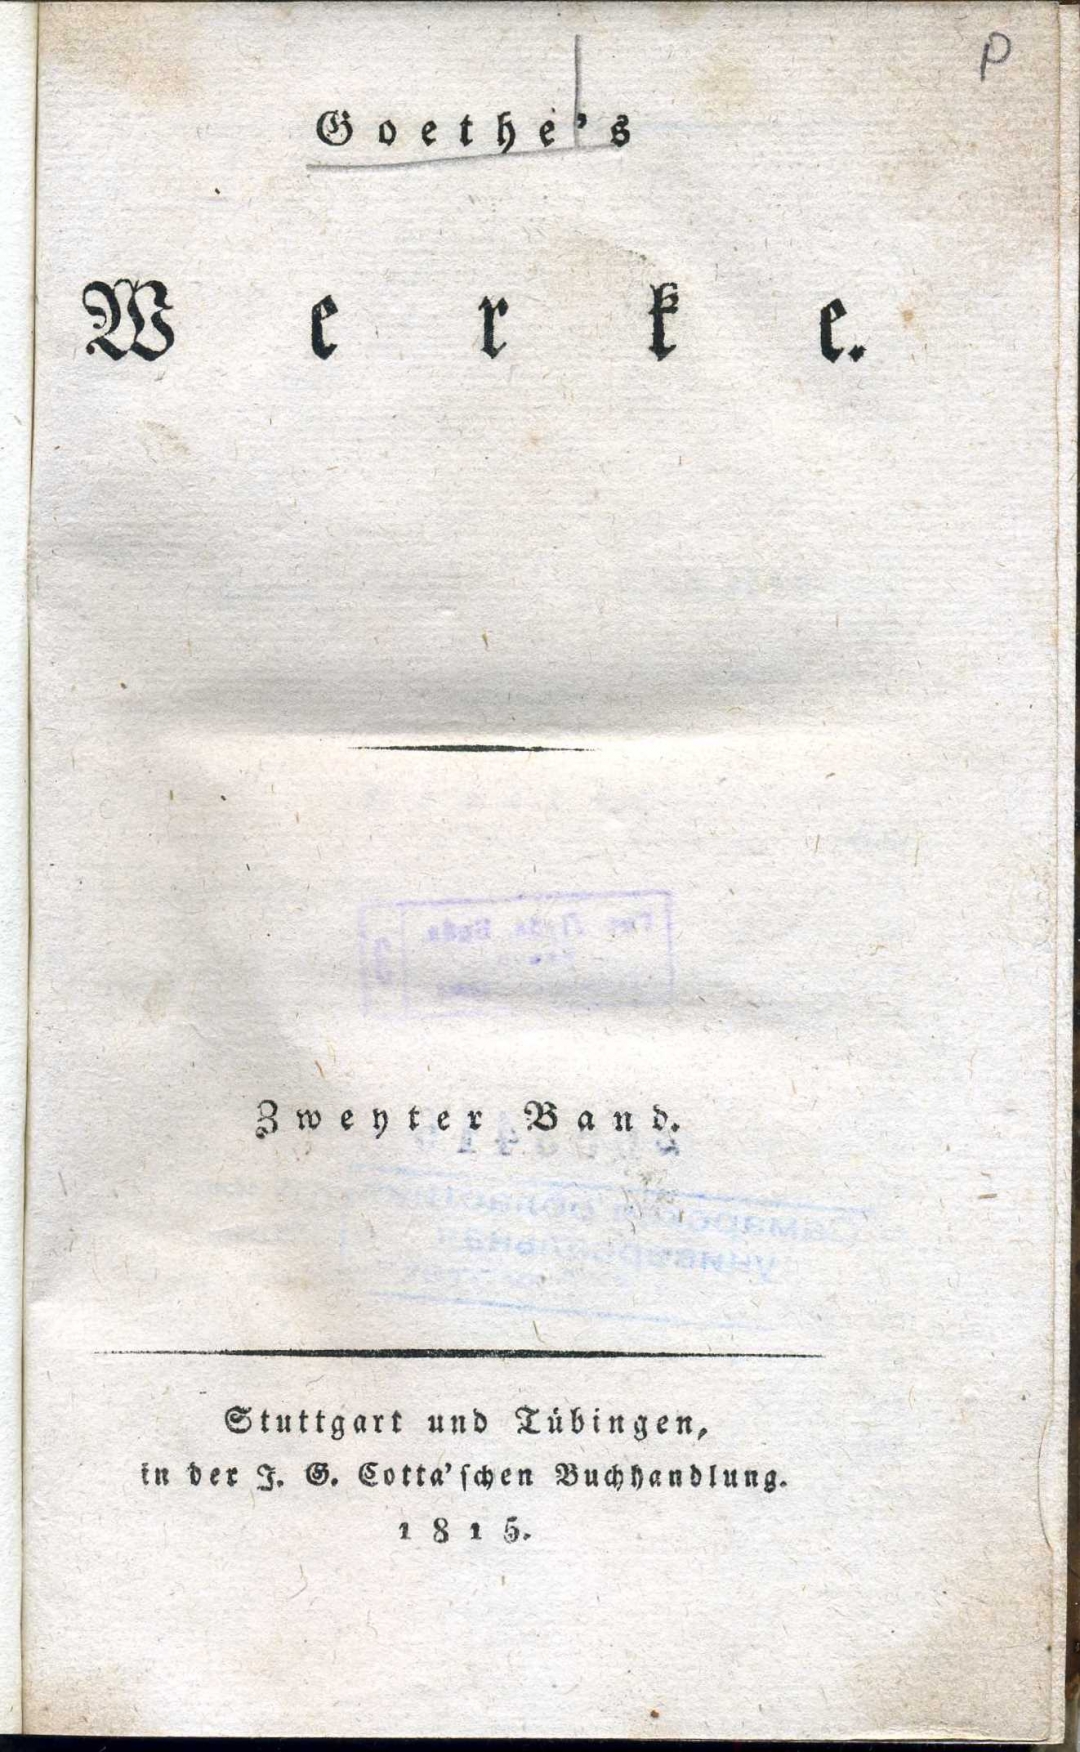 P
Goethe's
Werke.
Zweyter Band.
Stuttgart und Tübingen,
in der J. G. Cotta'schen Buchhandlung.
1815.